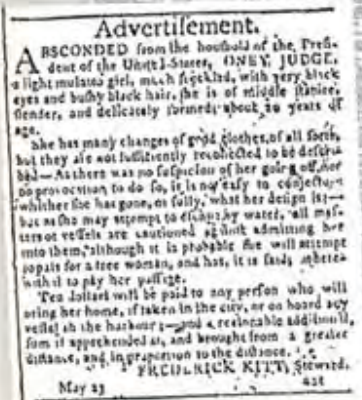 Advertisement.
ABSCONDED from the houshold of the Presi-
dent of the United States, ONEY JUDGE,
a light mulatto girl, much freckled, with very black
eyes and bushy black hair, she is of middle stature,
slender, and delicately formed, about 20 years of
age.
She has many changes of good clothes, of all sorts,
but they are not sufficiently recollected to be descri-
bed—As there was no suspicion of her going off, nor
no provocation to do so, it is not easy to conjecture
whither she has gone, or fully, what her design is;—
but as she may attempt to escape by water, all mas-
ters of vessels are cautioned against admitting her
into them, although it is probable she will attempt
to pass for a free woman, and has, it is said, wherewithal
to pay her passage.
Ten dollars will be paid to any person who will
bring her home, if taken in the city, or on board any
vessel in the harbour;—and a reasonable additional
sum if apprehended at, and brought from a greater
distance, and in proportion to the distance.
FREDERICK KITT, Steward.
May 23